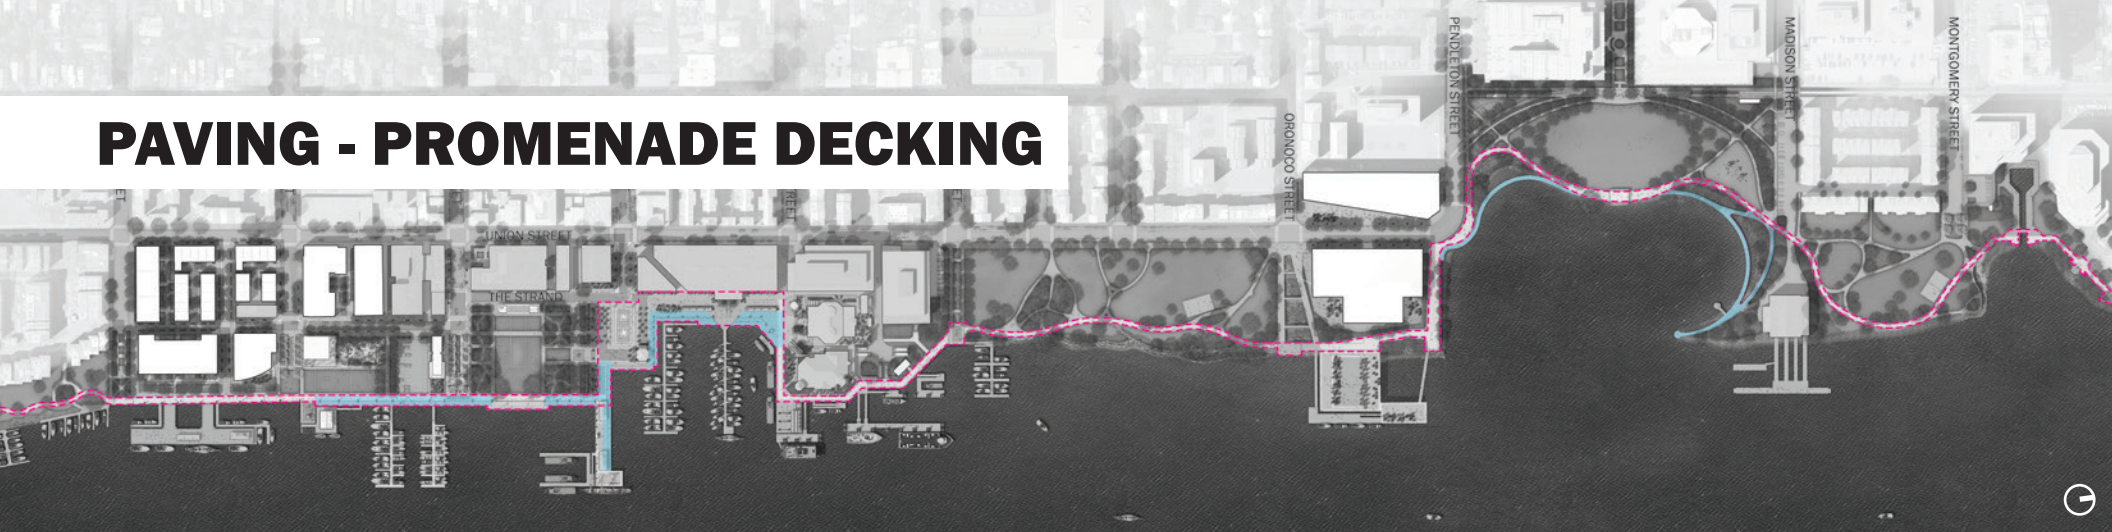 PAVING - PROMENADE DECKING
PENDLETON STREET
MADISON STREET
MONTGOMERY STREET
ORONOCO STREET
UNION STREET
THE STRAND